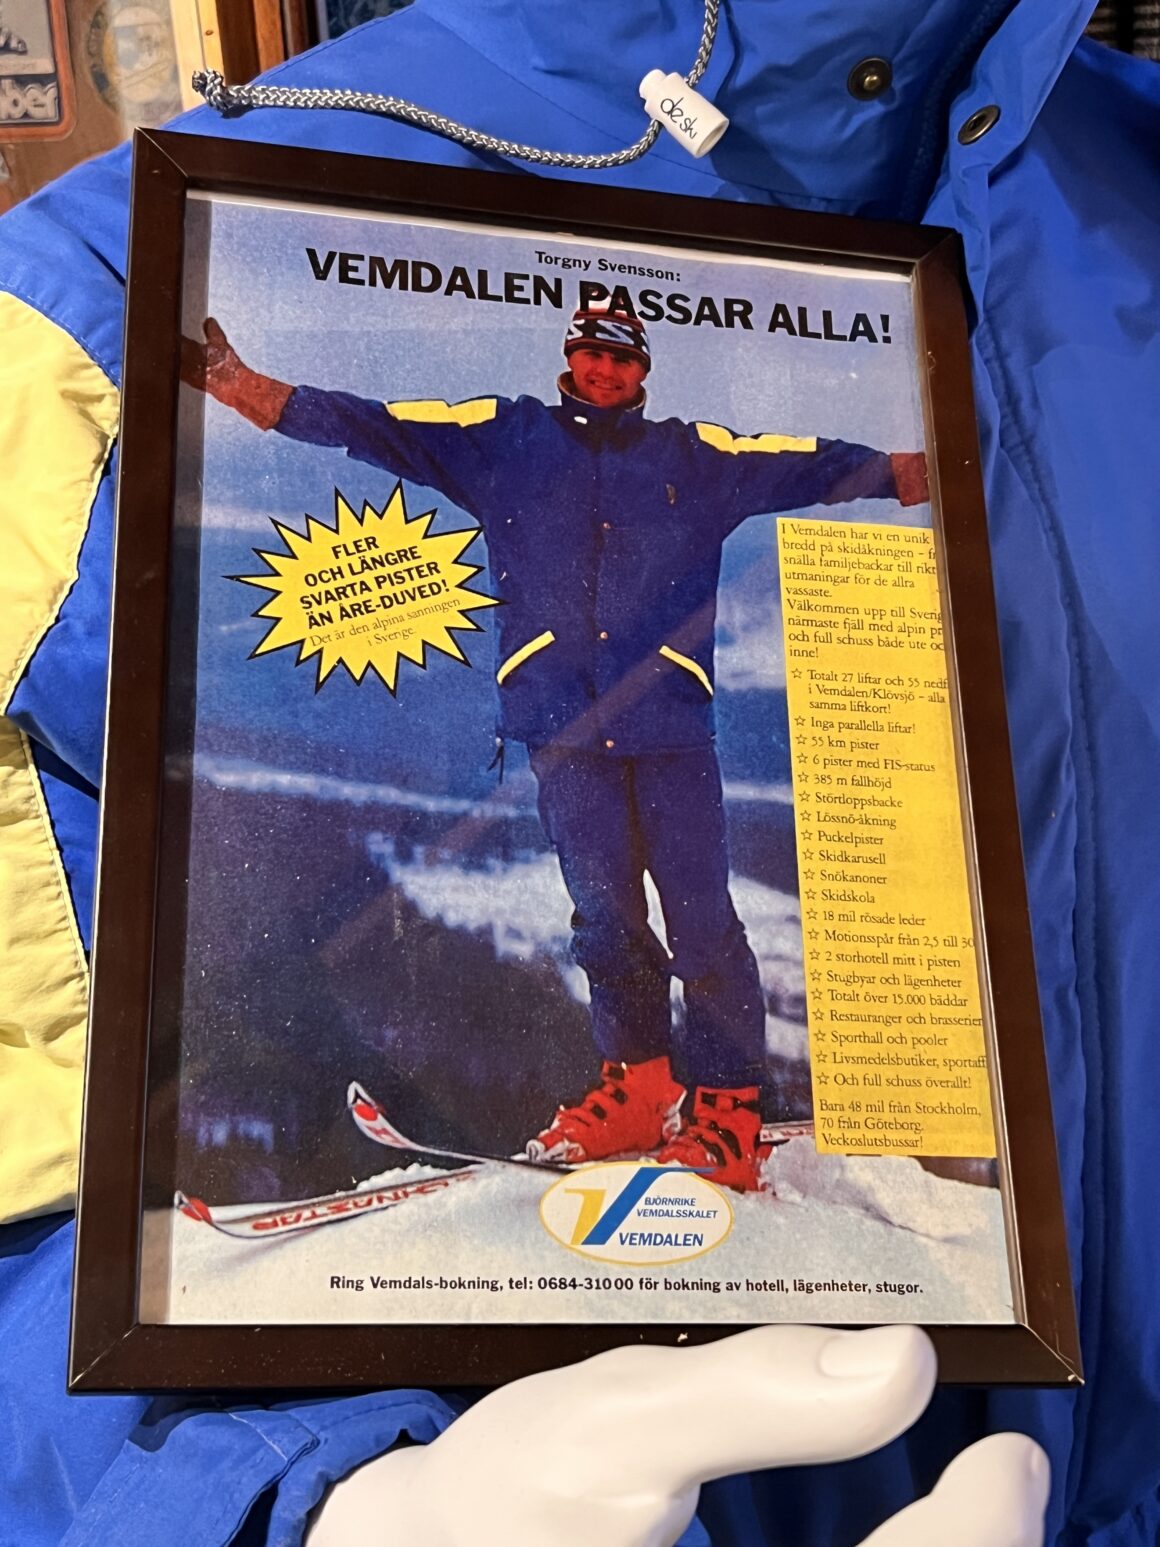 Torgny Svensson:
VEMDALEN PASSAR ALLA!
FLER
OCH LÄNGRE
SVARTA PISTER
ÄN ÅRE-DUVED!
Det är den alpina sanningen
i Sverige.
I Vemdalen har vi en unik
bredd på skidåkningen -
snälla familjebackar till
utmaningar för de allra
vassaste.
Välkommen upp till
närmaste fjäll med alpin
och full schuss både ute
inne!
☆ Totalt 27 liftar och 55
i Vemdalen/Klövsjö - alla
samma liftkort!
☆ Inga parallella liftar!
☆ 55 km pister
☆ 6 pister med FIS-status
☆ 385 m fallhöjd
☆ Störtloppsbacke
☆ Lössnö-åkning
☆ Puckelpister
☆ Skidkarusell
☆ Snökanoner
☆ Skidskola
☆ 18 mil rösade leder
☆ Motionsspår från 2,5 till 30
☆ 2 storhotell mitt i pisten
☆ Stugbyar och lägenheter
☆ Totalt över 15.000 bäddar
☆ Restauranger och brasserier
☆ Sporthall och pooler
☆ Livsmedelsbutiker,
☆ Och full schuss överallt!
Bara 48 mil från Stockholm,
70 från Göteborg.
Veckoslutsbussar!
DYNASTAR
BJÖRNRIKE
VEMDALSSKALET
VEMDALEN
Ring Vemdals-bokning, tel: 0684-310 00 för bokning av hotell, lägenheter, stugor.